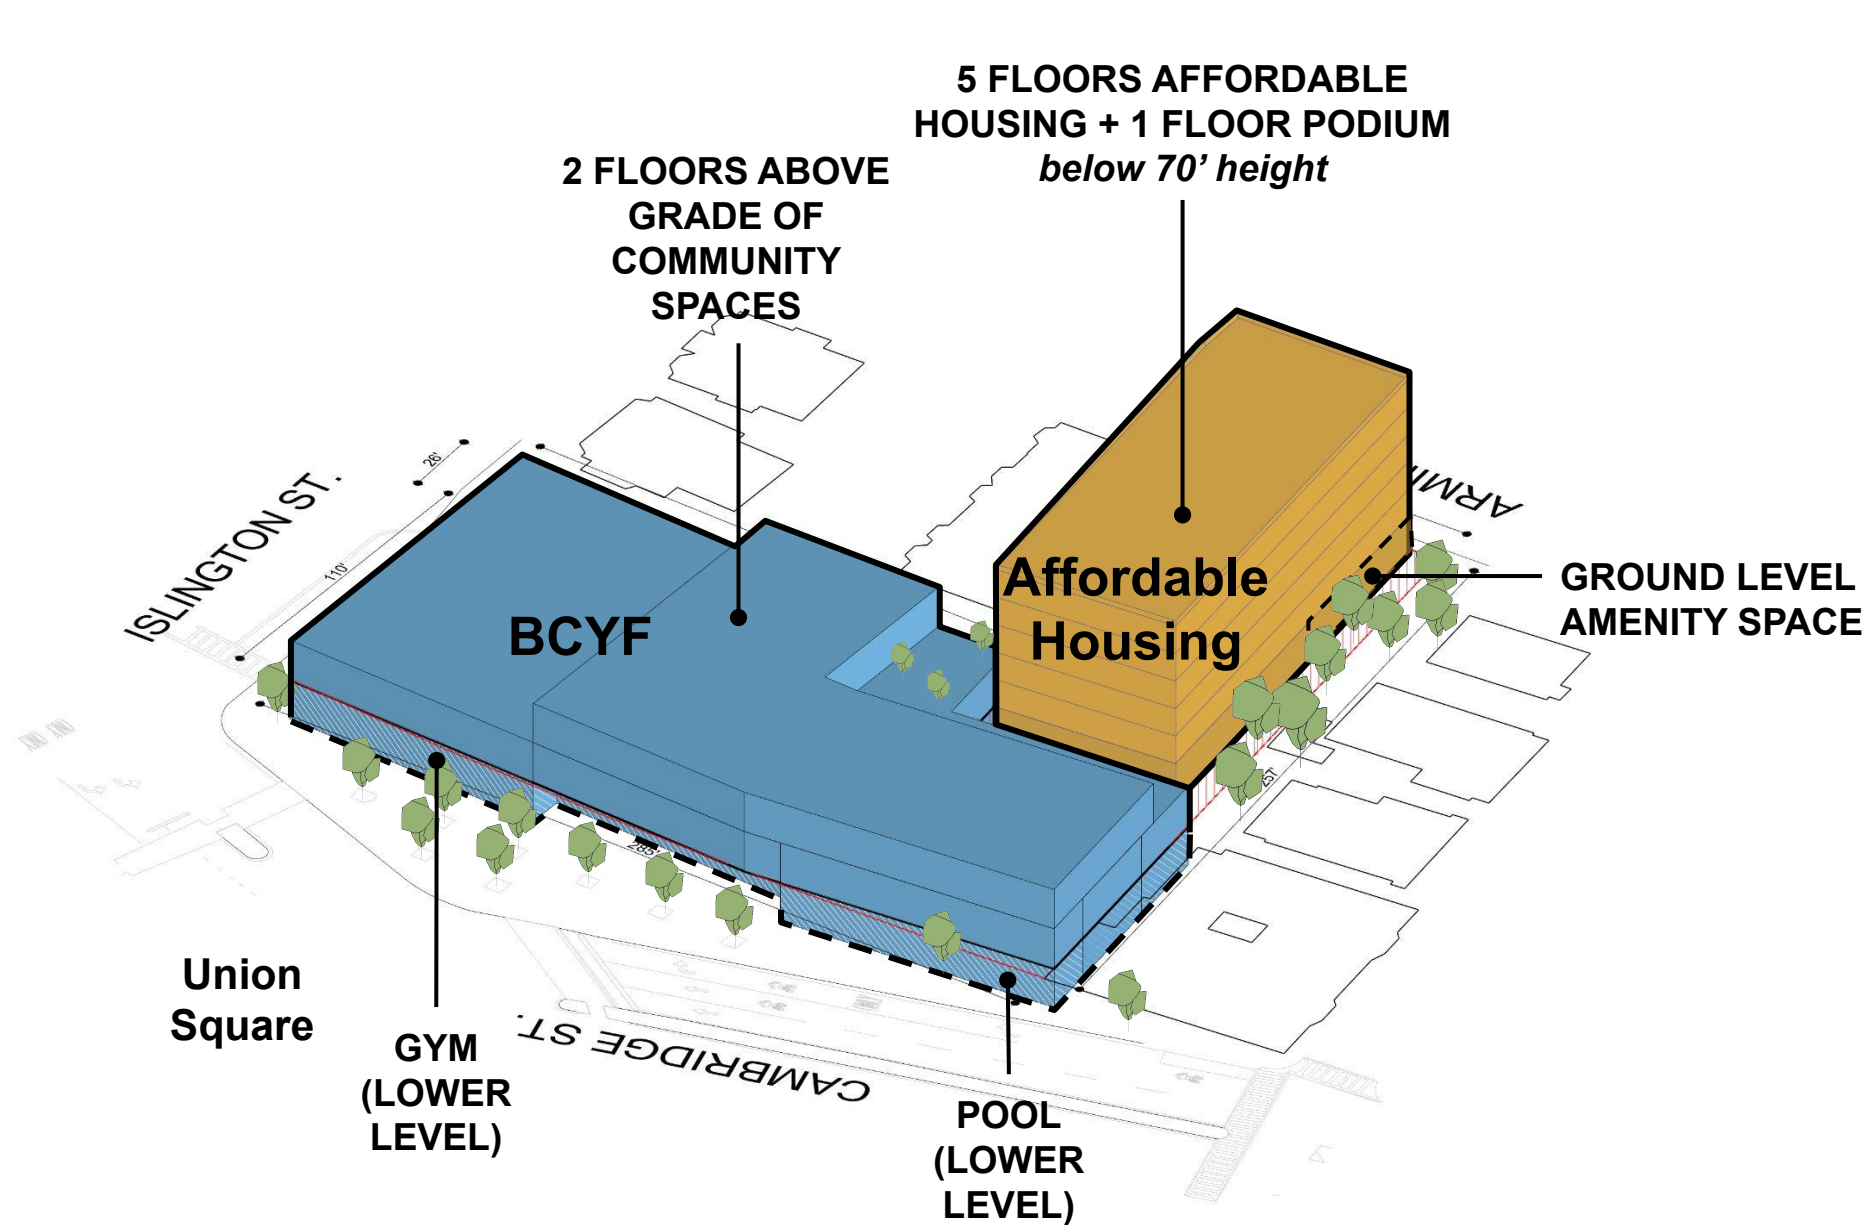 5 FLOORS AFFORDABLE
HOUSING + 1 FLOOR PODIUM
below 70’ height
2 FLOORS ABOVE
GRADE OF
COMMUNITY
SPACES
ISLINGTON ST.
26'
110'
BCYF
Affordable
Housing
GROUND LEVEL
AMENITY SPACE
285'
Union
Square
GYM
(LOWER
LEVEL)
CAMBRIDGE ST.
POOL
(LOWER
LEVEL)